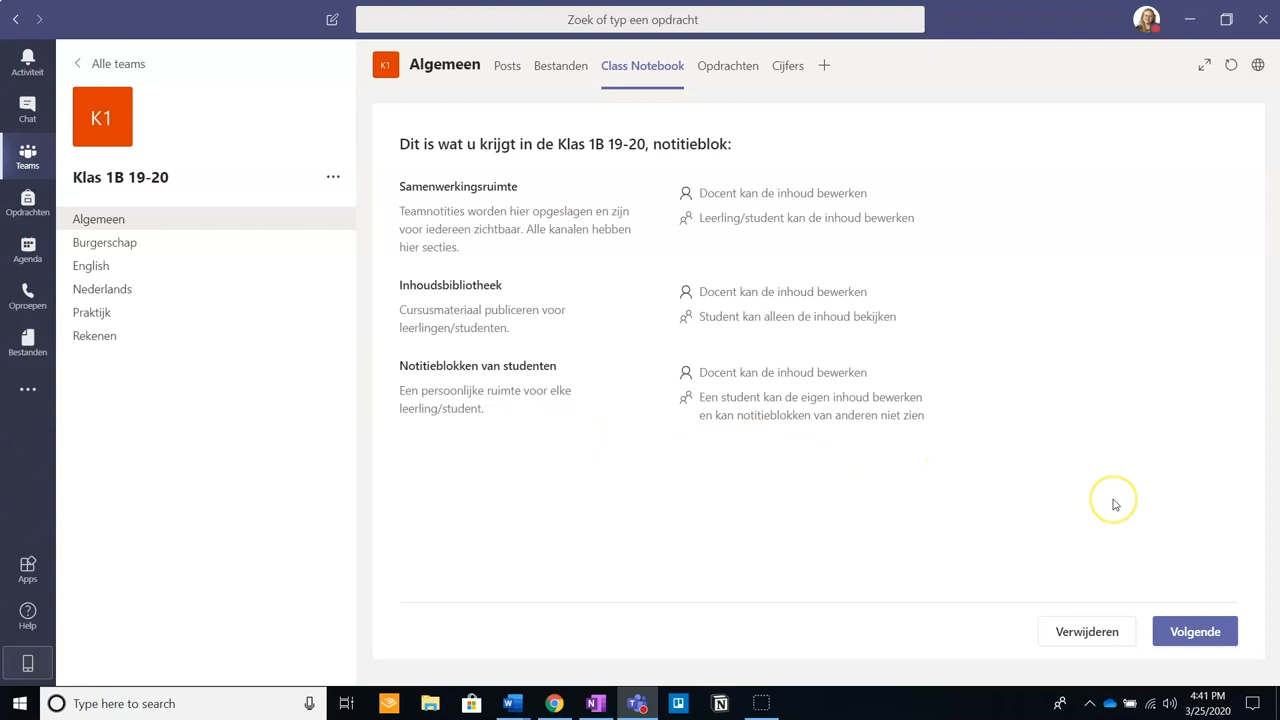 Zoek of typ een opdracht
Activiteit
Chat
Teams
Opdrachten
Agenda
Oproepen
Bestanden
Apps
Help
Alle teams
K1
Klas 1B 19-20
Algemeen
Burgerschap
English
Nederlands
Praktijk
Rekenen
K1
Algemeen Posts Bestanden Class Notebook Opdrachten Cijfers
Dit is wat u krijgt in de Klas 1B 19-20, notitieblok:
Samenwerkingsruimte
Teamnotities worden hier opgeslagen en zijn
voor iedereen zichtbaar. Alle kanalen hebben
hier secties.
Docent kan de inhoud bewerken
Leerling/student kan de inhoud bewerken
Inhoudsbibliotheek
Cursusmateriaal publiceren voor
leerlingen/studenten.
Docent kan de inhoud bewerken
Student kan alleen de inhoud bekijken
Notitieblokken van studenten
Een persoonlijke ruimte voor elke
leerling/student.
Docent kan de inhoud bewerken
Een student kan de eigen inhoud bewerken
en kan notitieblokken van anderen niet zien
Verwijderen
Volgende
Type here to search
4:41 PM
3/25/2020